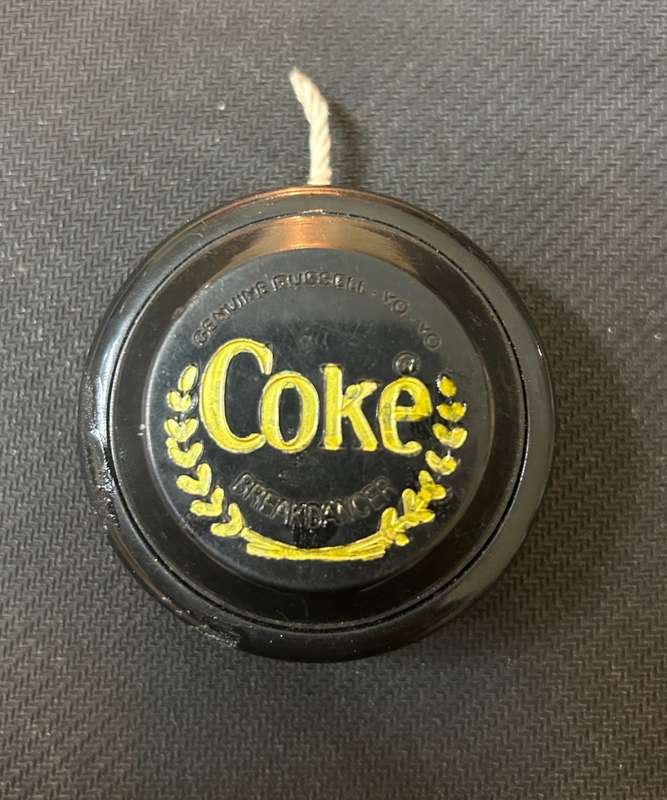 GENUINE RUSSELL · YO · YO
Coke®
BREAKDANCER